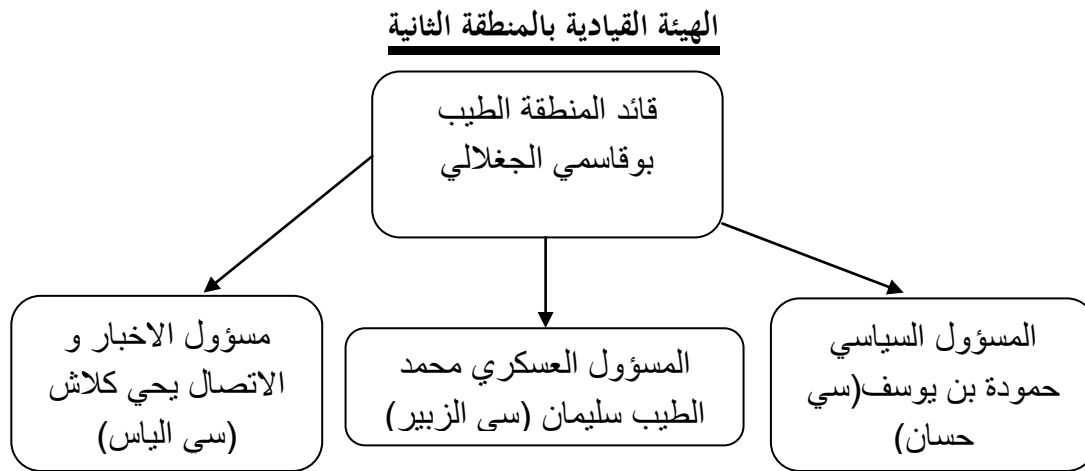 الهيئة القيادية بالمنطقة الثانية
قائد المنطقة الطيب
بوقاسمي الجغلالي
المسؤول السياسي
حمودة بن يوسف(سي
حسان)
المسؤول العسكري محمد
الطيب سليمان (سي الزبير)
مسؤول الاخبار و
الاتصال يحي كلاش
(سي الياس)